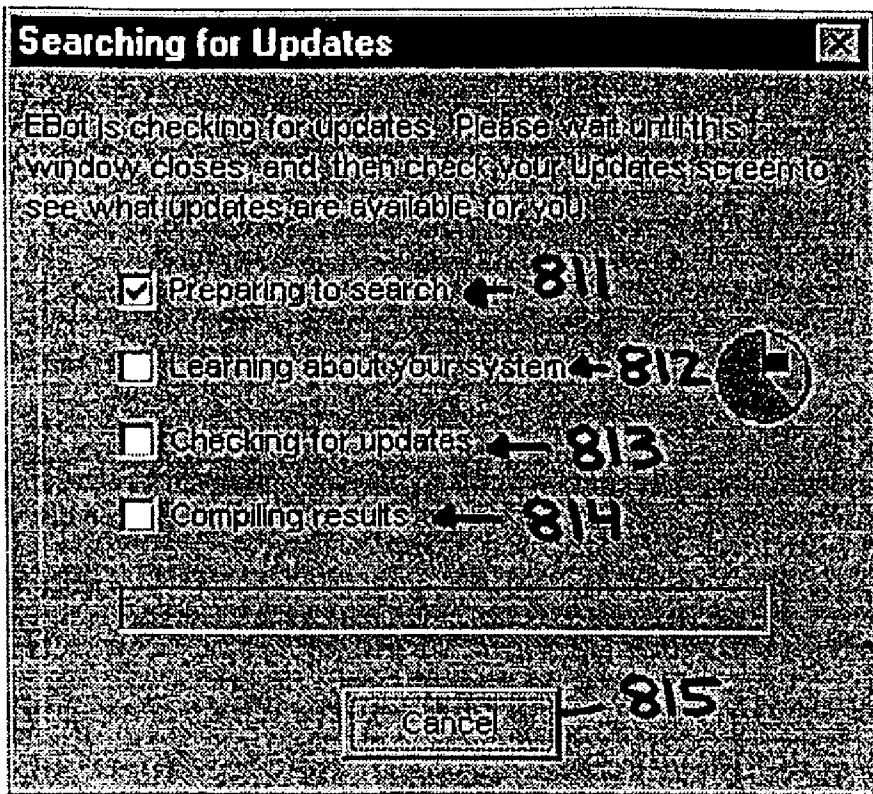 Searching for Updates
EBot is checking for updates. Please wait until this
window closes, and then check your Updates screen to
see what updates are available for you.
Preparing to search 811
Learning about your system 812
Checking for updates 813
Compiling results 814
Cancel 815